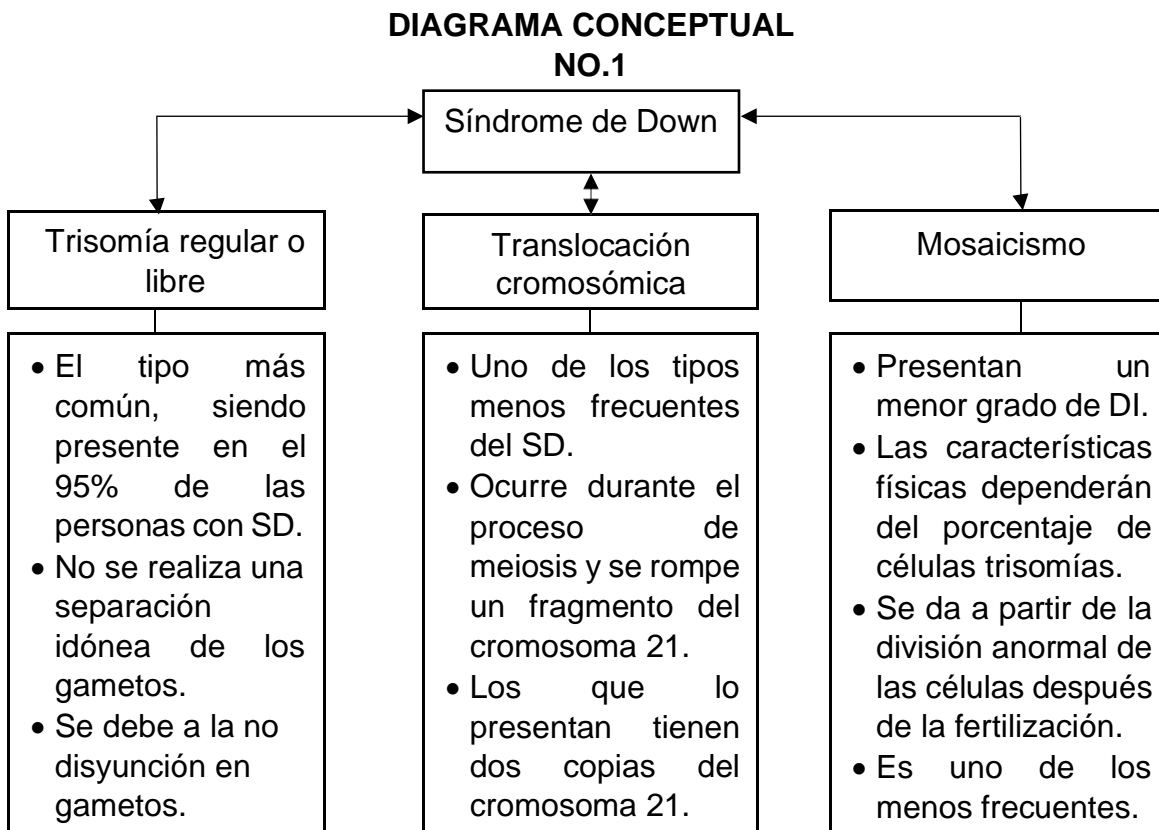 DIAGRAMA CONCEPTUAL
NO.1
Síndrome de Down
Trisomía regular o
libre
Translocación
cromosómica
Mosaicismo
• El tipo más
común, siendo
presente en el
95% de las
personas con SD.
• No se realiza una
separación
idónea de los
gametos.
• Se debe a la no
disyunción en
gametos.
• Uno de los tipos
menos frecuentes
del SD.
• Ocurre durante el
proceso de
meiosis y se rompe
un fragmento del
cromosoma 21.
• Los que lo
presentan tienen
dos copias del
cromosoma 21.
• Presentan un
menor grado de DI.
• Las características
físicas dependerán
del porcentaje de
células trisomías.
• Se da a partir de la
división anormal de
las células después
de la fertilización.
• Es uno de los
menos frecuentes.